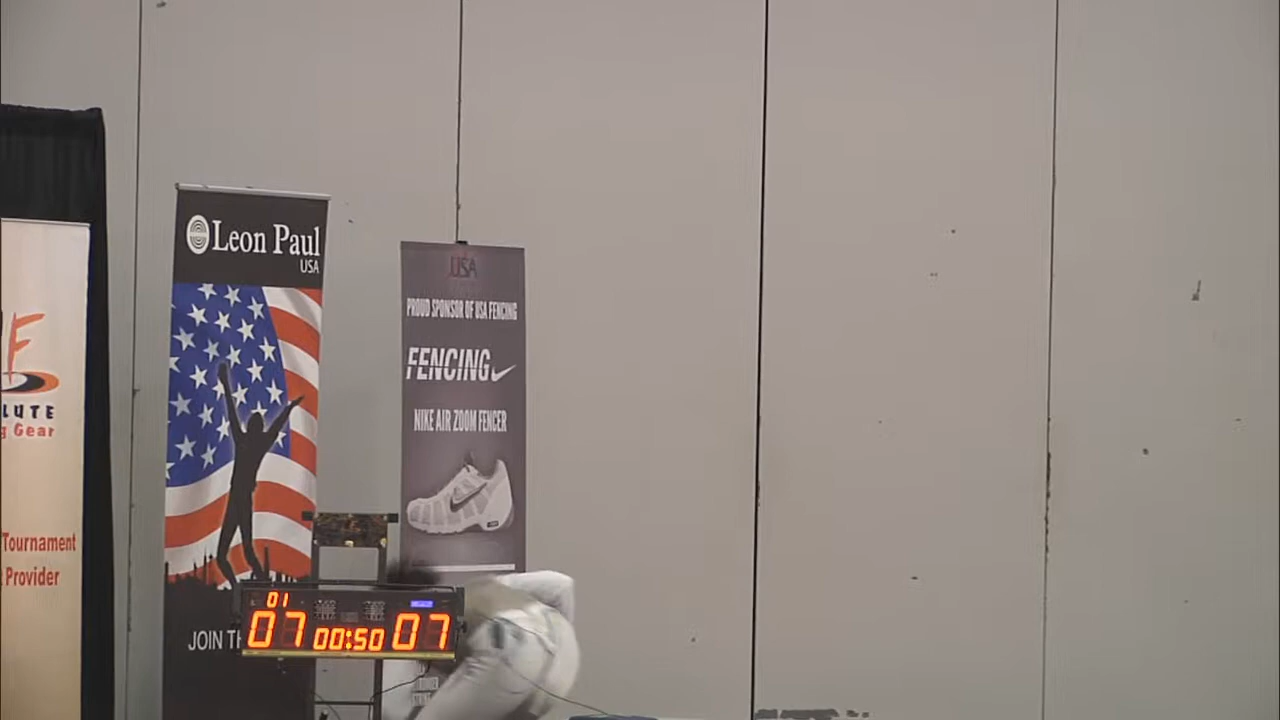 F
LUTE
g Gear
Tournament
Provider
Leon Paul
USA
JOIN TH
USA
PROUD SPONSOR OF USA FENCING
FENCING
NIKE AIR ZOOM FENCER
01
07 00:50 07